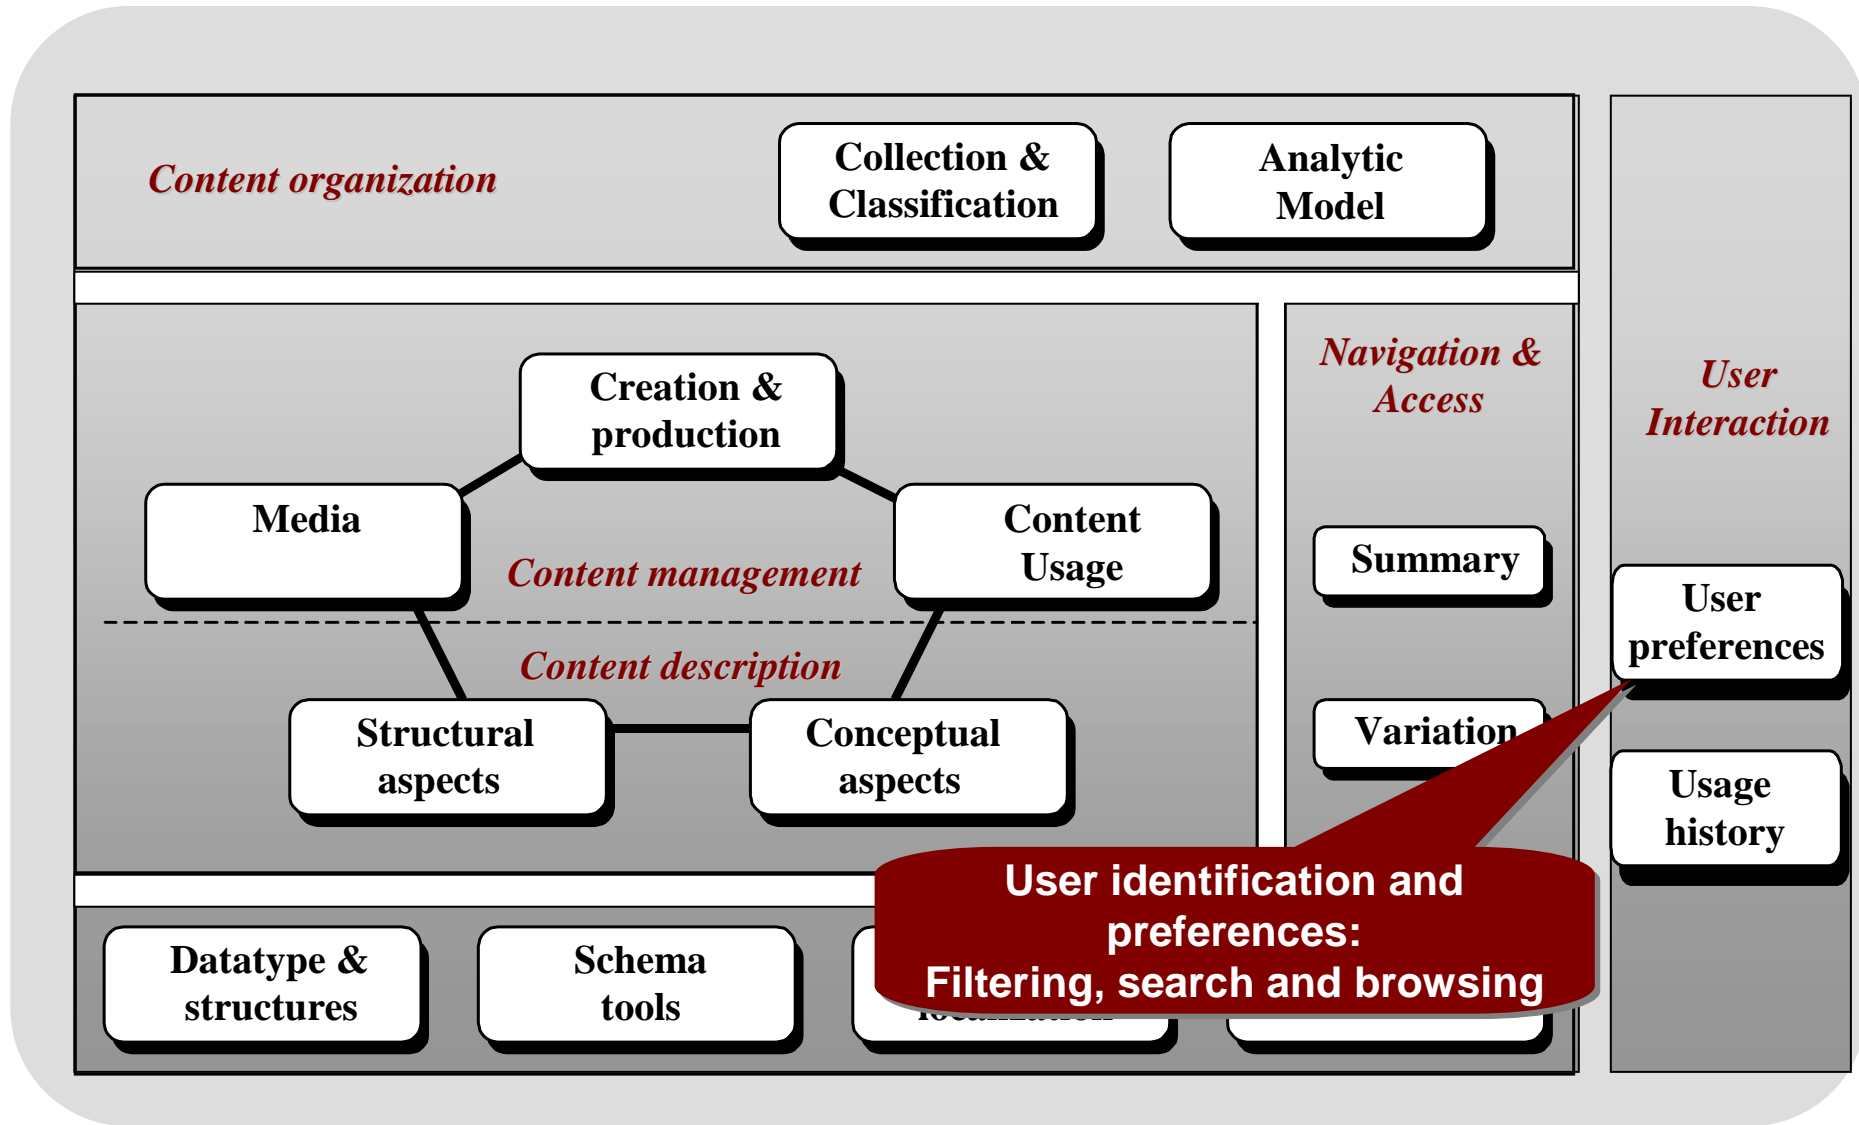 Content organization
Collection &
Classification
Analytic
Model
Creation &
production
Media
Content
Usage
Content management
Content description
Structural
aspects
Conceptual
aspects
Navigation &
Access
Summary
Variation
User
Interaction
User
preferences
Usage
history
User identification and
preferences:
Filtering, search and browsing
Datatype &
structures
Schema
tools